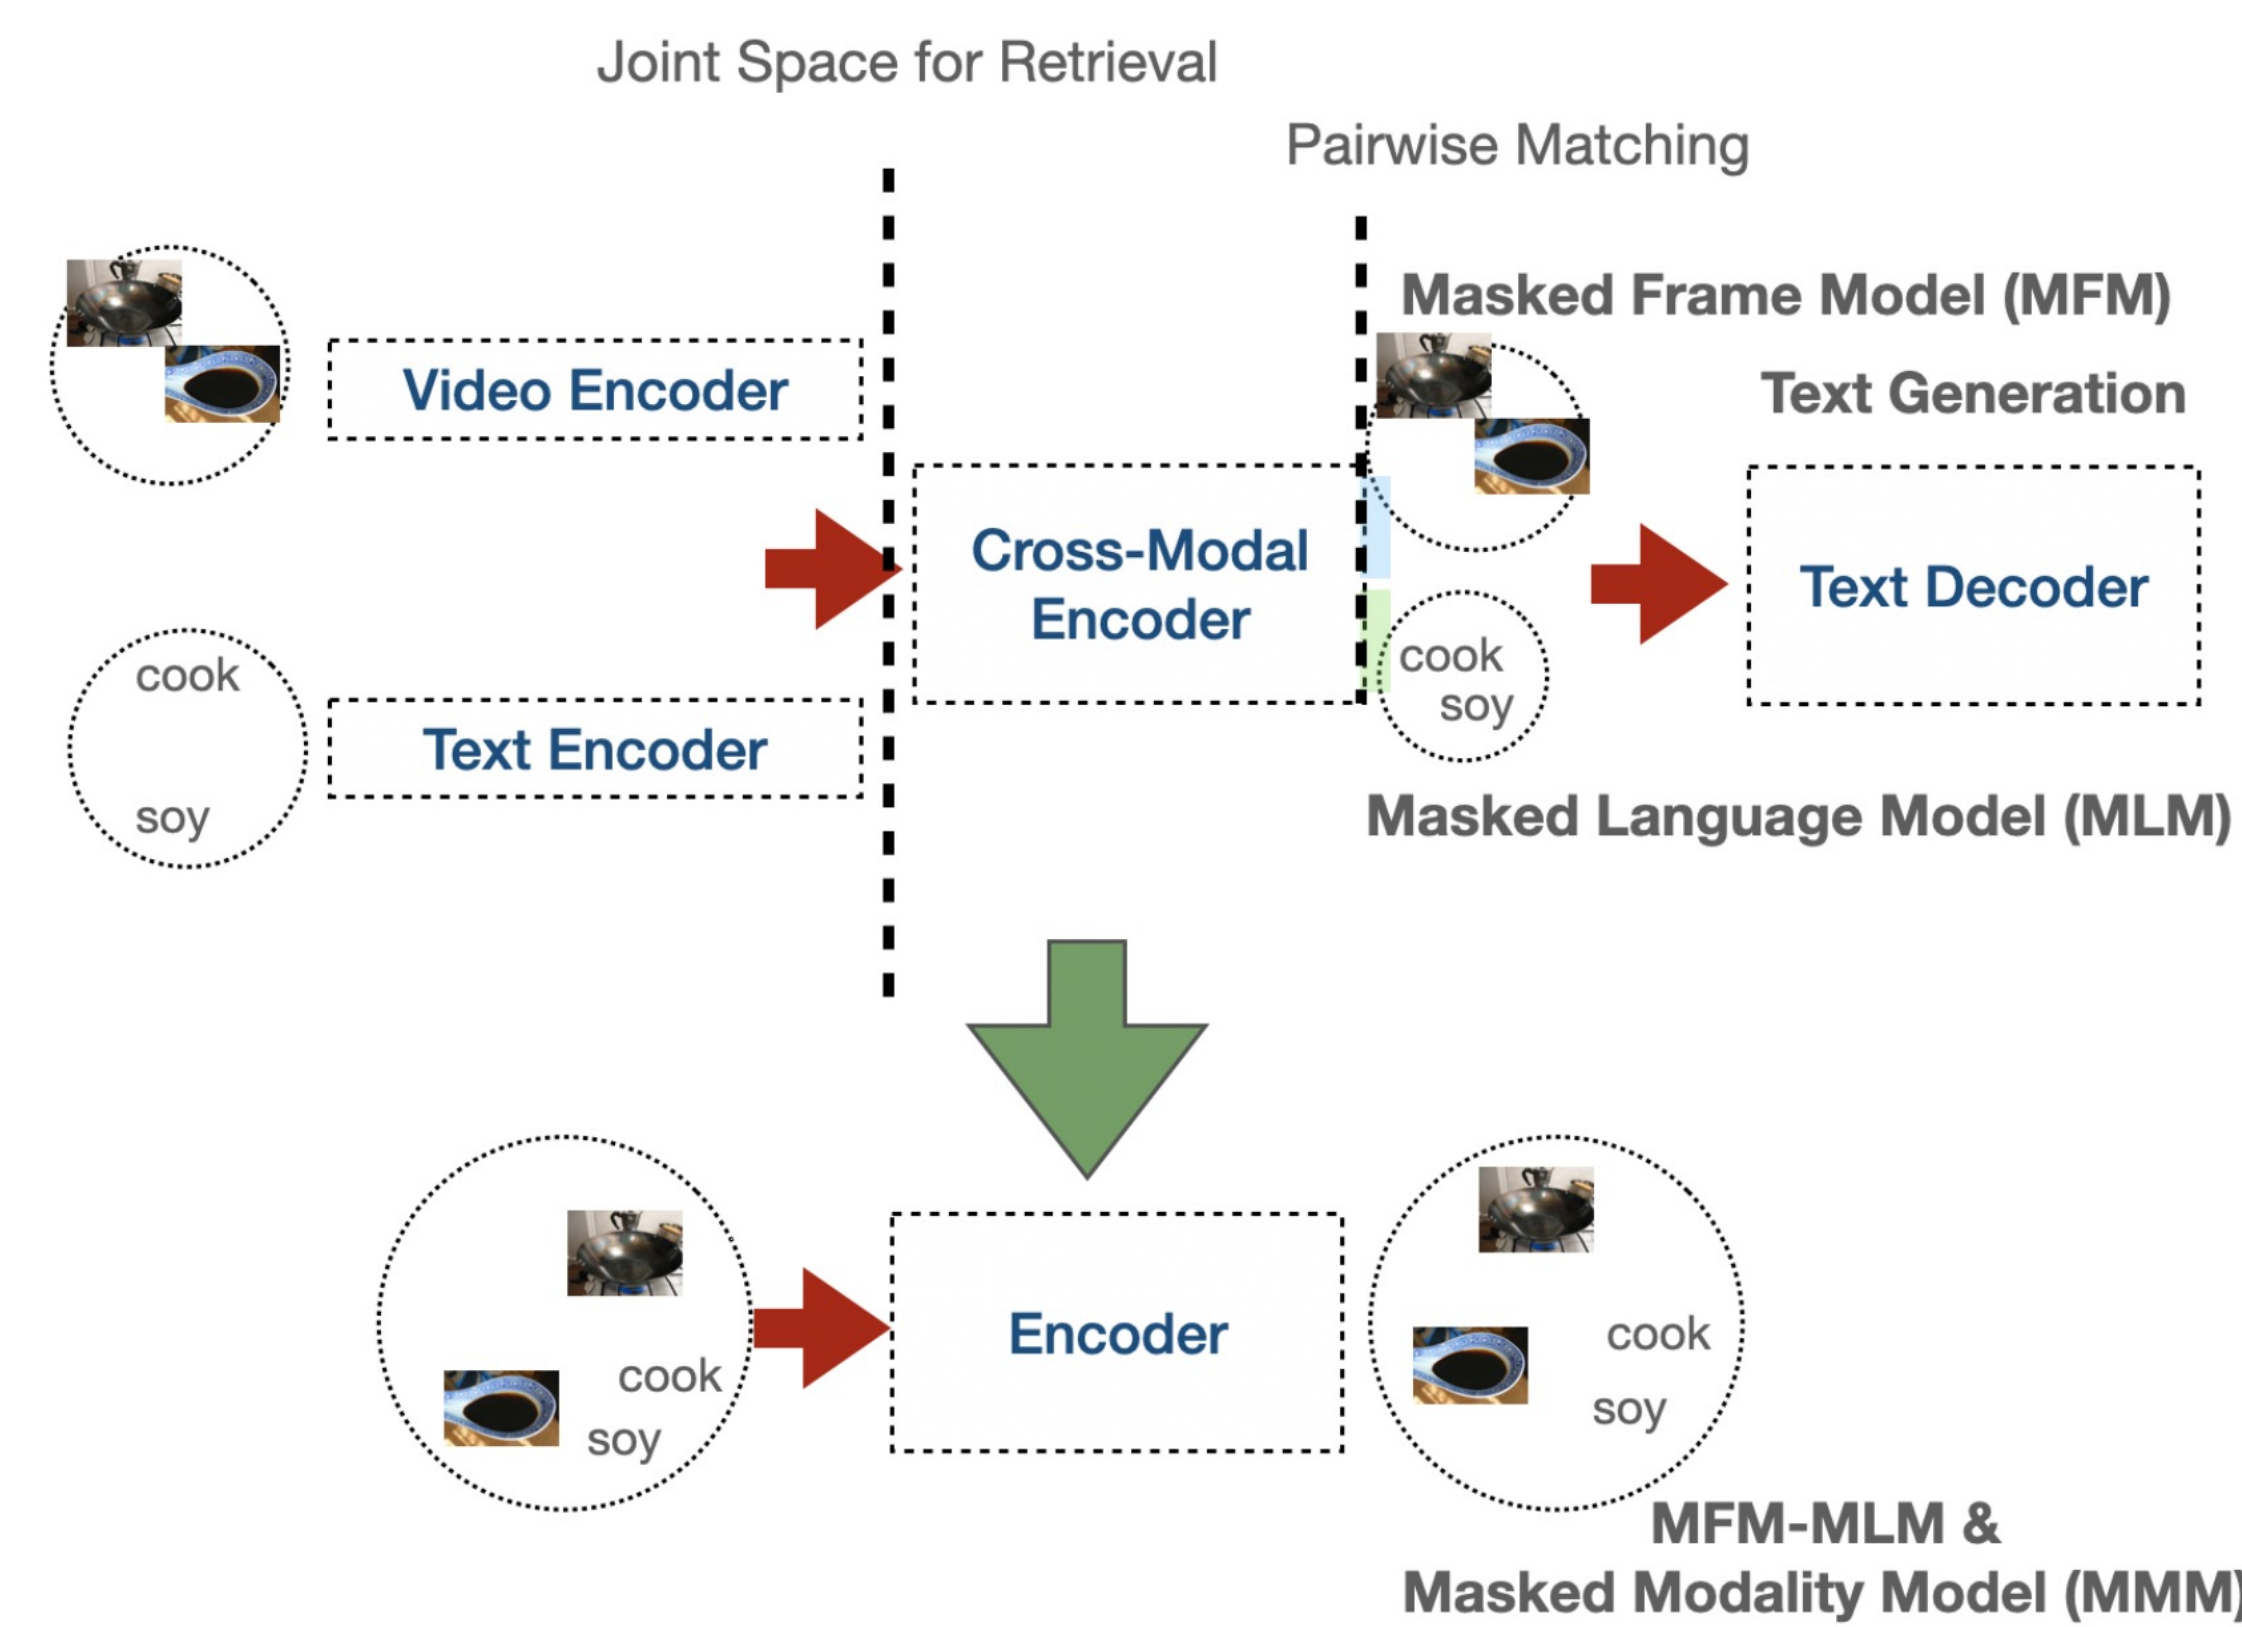 Joint Space for Retrieval
Pairwise Matching
Masked Frame Model (MFM)
Text Generation
Video Encoder
Cross-Modal
Encoder
Text Decoder
cook
soy
Text Encoder
cook
soy
Masked Language Model (MLM)
Encoder
cook
soy
cook
soy
MFM-MLM &
Masked Modality Model (MMM)